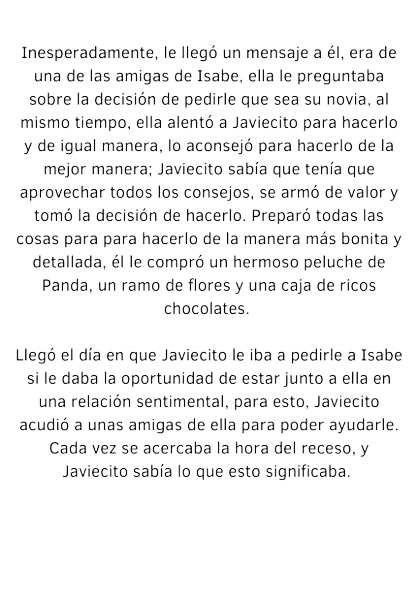 Inesperadamente, le llegó un mensaje a él, era de
una de las amigas de Isabe, ella le preguntaba
sobre la decisión de pedirle que sea su novia, al
mismo tiempo, ella alentó a Javiecito para hacerlo
y de igual manera, lo aconsejó para hacerlo de la
mejor manera; Javiecito sabía que tenía que
aprovechar todos los consejos, se armó de valor y
tomó la decisión de hacerlo. Preparó todas las
cosas para para hacerlo de la manera más bonita y
detallada, él le compró un hermoso peluche de
Panda, un ramo de flores y una caja de ricos
chocolates.

Llegó el día en que Javiecito le iba a pedirle a Isabe
si le daba la oportunidad de estar junto a ella en
una relación sentimental, para esto, Javiecito
acudió a unas amigas de ella para poder ayudarle.
Cada vez se acercaba la hora del receso, y
Javiecito sabía lo que esto significaba.